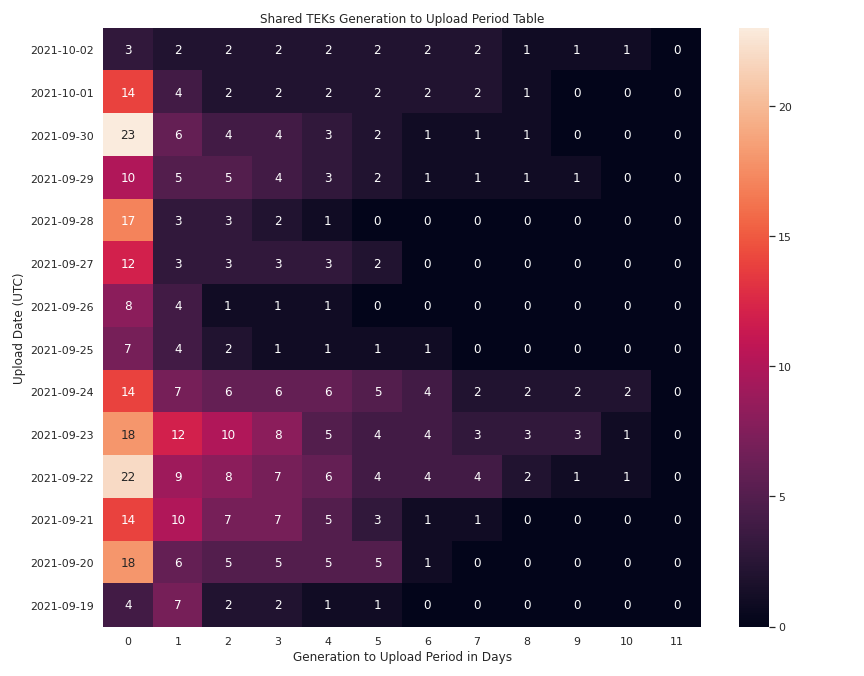 Shared TEKs Generation to Upload Period Table
Upload Date (UTC)
2021-10-02 3 2 2 2 2 2 2 2 1 1 1 0
2021-10-01 14 4 2 2 2 2 2 2 1 0 0 0
2021-09-30 23 6 4 4 3 2 1 1 1 0 0 0
2021-09-29 10 5 5 4 3 2 1 1 1 1 0 0
2021-09-28 17 3 3 2 1 0 0 0 0 0 0 0
2021-09-27 12 3 3 3 3 2 0 0 0 0 0 0
2021-09-26 8 4 1 1 1 0 0 0 0 0 0 0
2021-09-25 7 4 2 1 1 1 1 0 0 0 0 0
2021-09-24 14 7 6 6 6 5 4 2 2 2 2 0
2021-09-23 18 12 10 8 5 4 4 3 3 3 1 0
2021-09-22 22 9 8 7 6 4 4 4 2 1 1 0
2021-09-21 14 10 7 7 5 3 1 1 0 0 0 0
2021-09-20 18 6 5 5 5 5 1 0 0 0 0 0
2021-09-19 4 7 2 2 1 1 0 0 0 0 0 0
0 1 2 3 4 5 6 7 8 9 10 11
Generation to Upload Period in Days
20
15
10
5
0